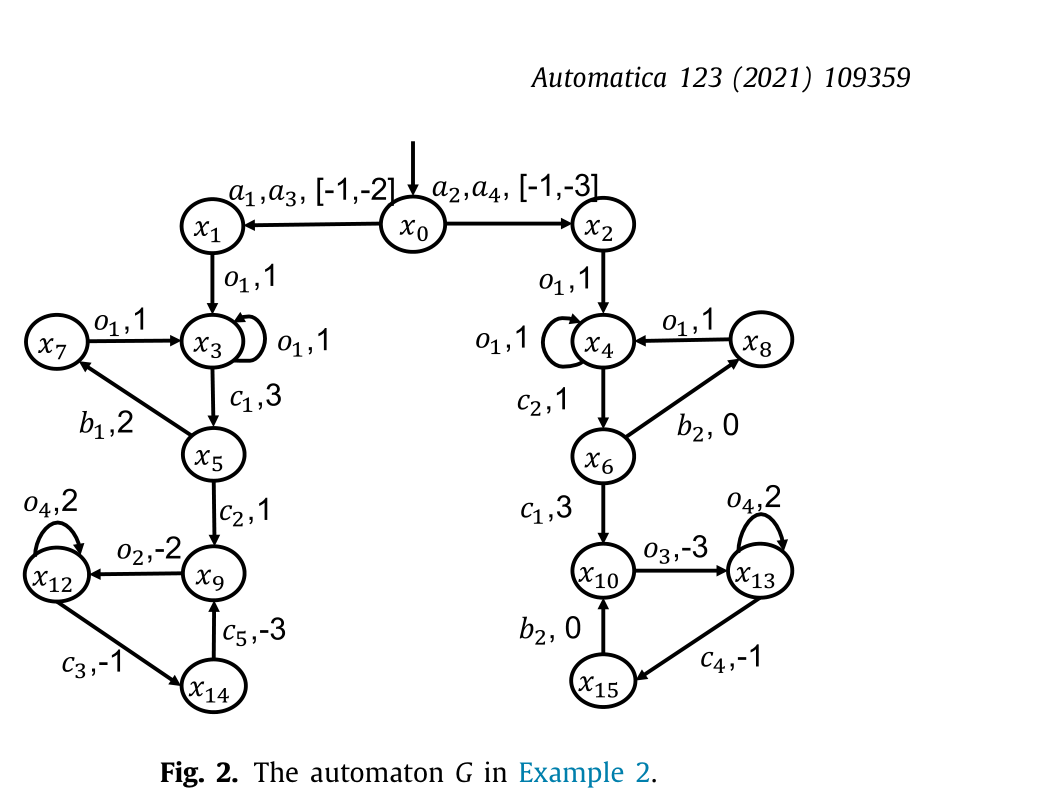 Automatica 123 (2021) 109359
a₁,a₃, [-1,-2] a₂,a₄, [-1,-3]
x₁ x₀ x₂
o₁,1 o₁,1
o₁,1 o₁,1 o₁,1 o₁,1
x₇ x₃ x₄ x₈
c₁,3 c₂,1
b₁,2 b₂, 0
x₅ x₆
o₄,2 c₂,1 c₁,3 o₄,2
o₂,-2 o₃,-3
x₁₂ x₉ x₁₀ x₁₃
c₅,-3 b₂, 0
c₃,-1 c₄,-1
x₁₄ x₁₅
Fig. 2. The automaton G in Example 2.